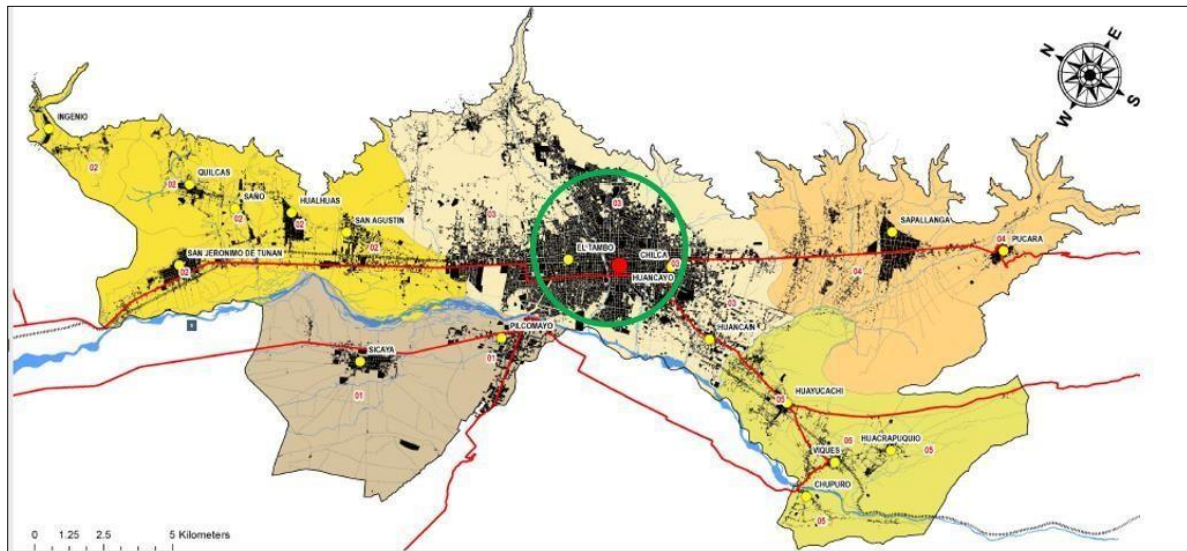 N
E
S
W
INGENIO
02
QUILCAS
02
SAÑO
02
HUALHUAS
02
SAN AGUSTIN
02
SAN JERONIMO DE TUNAN
02
03
03
EL TAMBO
CHILCA
03
HUANCAYO
03
SAPALLANGA
04
PUCARA
04
PILCOMAYO
01
SICAYA
01
HUANCAN
HUAYUCACHI
05
HUACRAPUQUIO
05
VIQUES
05
CHUPURO
05
0 1.25 2.5 5 Kilometers